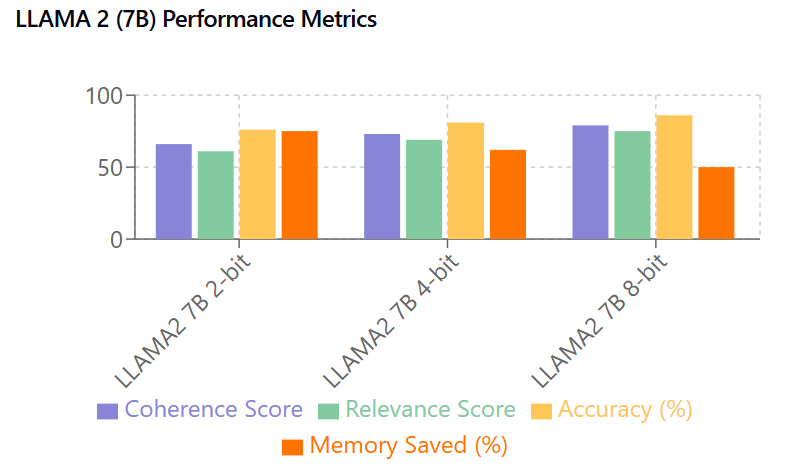 LLAMA 2 (7B) Performance Metrics
100
50
0
LLAMA2 7B 2-bit
LLAMA2 7B 4-bit
LLAMA2 7B 8-bit
Coherence Score
Relevance Score
Accuracy (%)
Memory Saved (%)